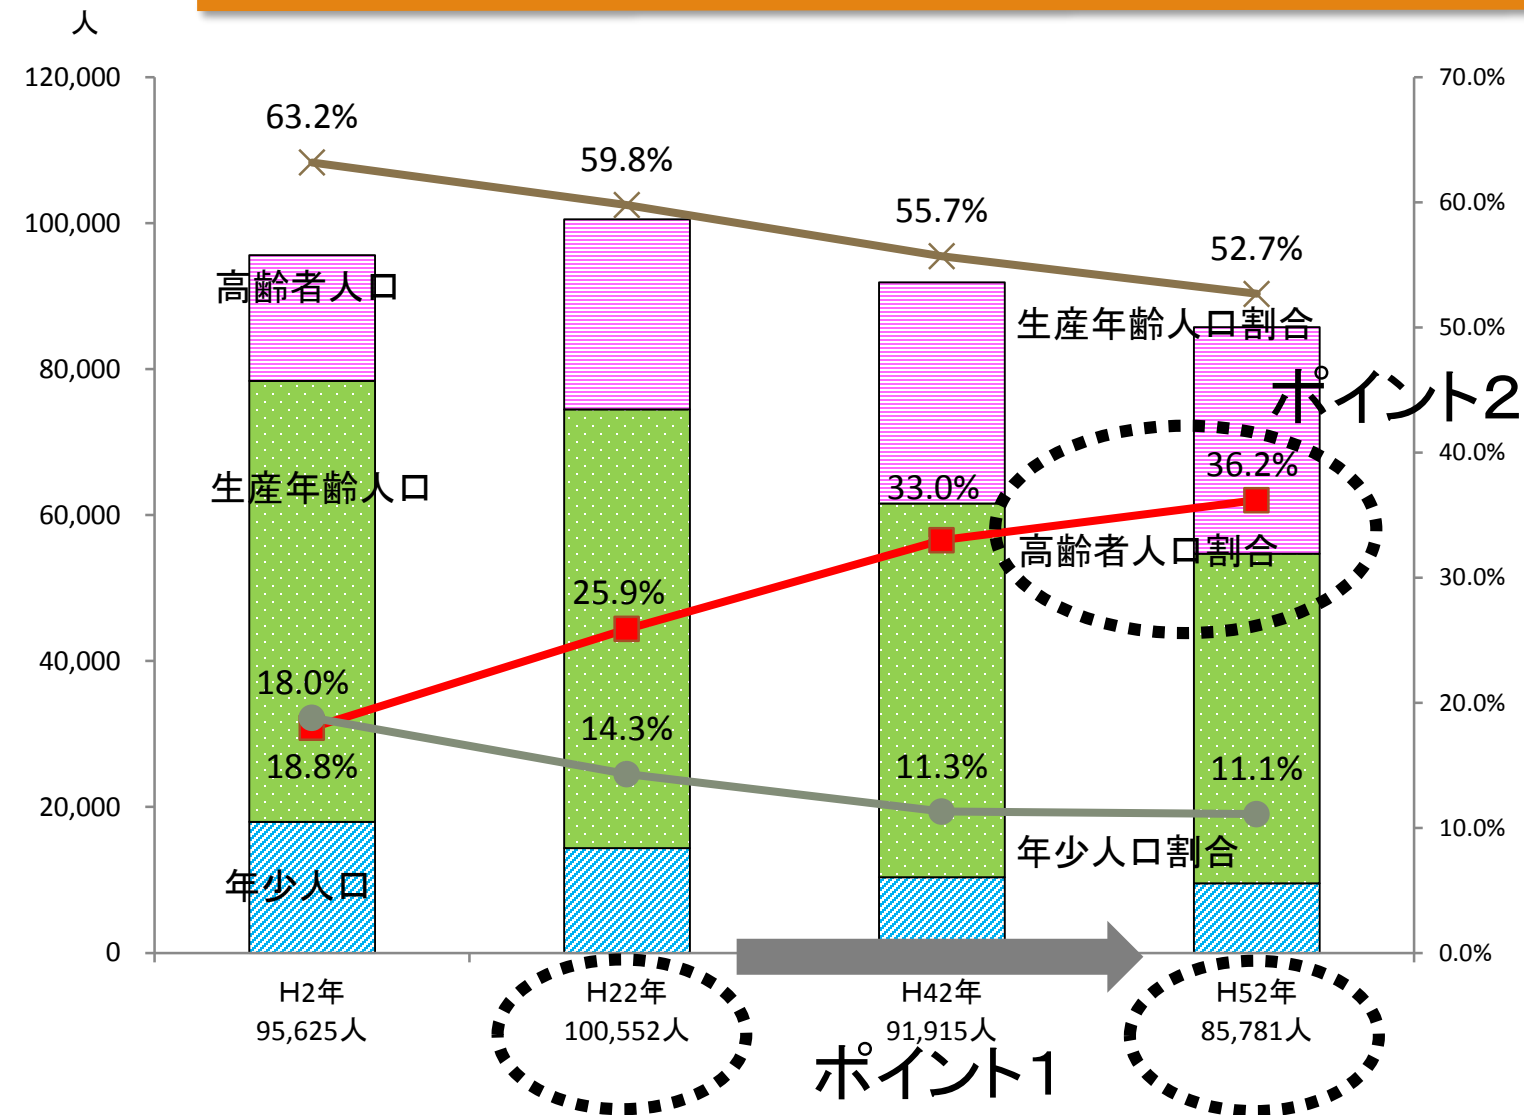 人
120,000
100,000
80,000
60,000
40,000
20,000
0
70.0%
60.0%
50.0%
40.0%
30.0%
20.0%
10.0%
0.0%
63.2%
59.8%
55.7%
52.7%
高齢者人口
生産年齢人口割合
ポイント2
36.2%
33.0%
生産年齢人口
高齢者人口割合
25.9%
18.0%
14.3%
18.8%
11.3%
11.1%
年少人口割合
年少人口
H2年
95,625人
H22年
100,552人
H42年
91,915人
H52年
85,781人
ポイント1